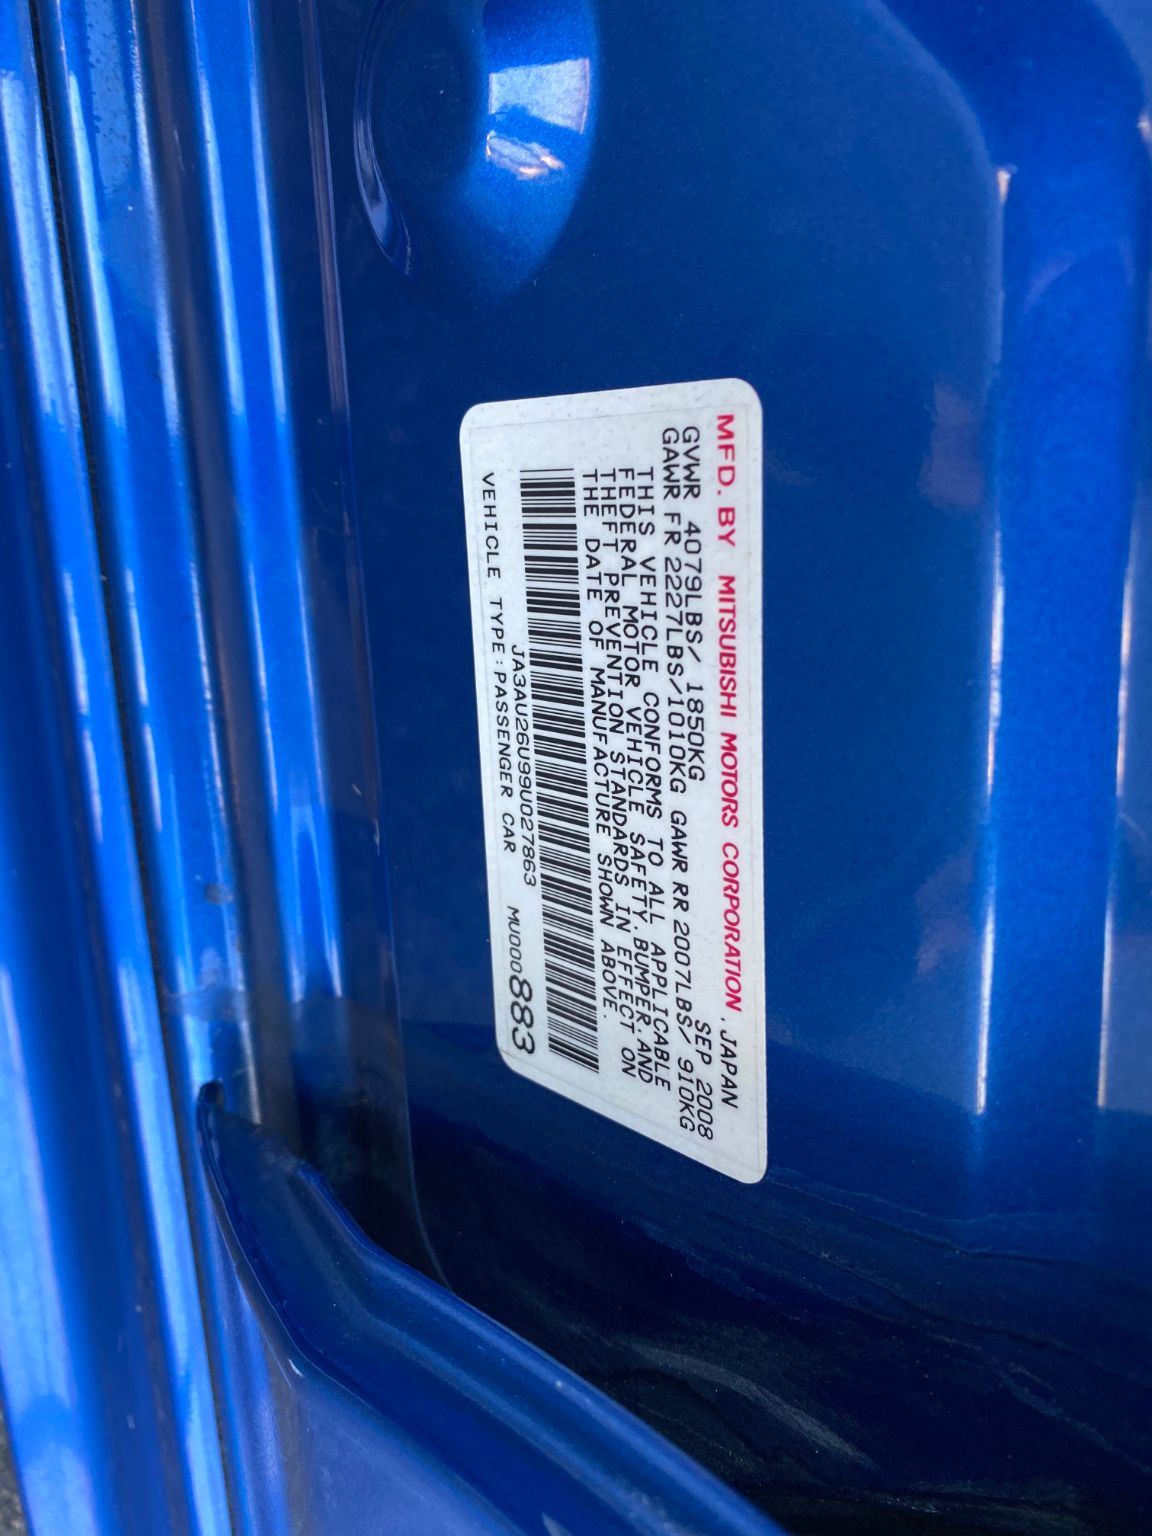 MFD. BY MITSUBISHI MOTORS CORPORATION, JAPAN
SEP 2008
GVWR 4079LBS/ 1850KG
GAWR FR 2227LBS/1010KG GAWR RR 2007LBS/ 910KG
THIS VEHICLE CONFORMS TO ALL APPLICABLE
FEDERAL MOTOR VEHICLE SAFETY,BUMPER,AND
THEFT PREVENTION STANDARDS IN EFFECT ON
THE DATE OF MANUFACTURE SHOWN ABOVE.
JA3AU26U99U027863
VEHICLE TYPE:PASSENGER CAR MU000883